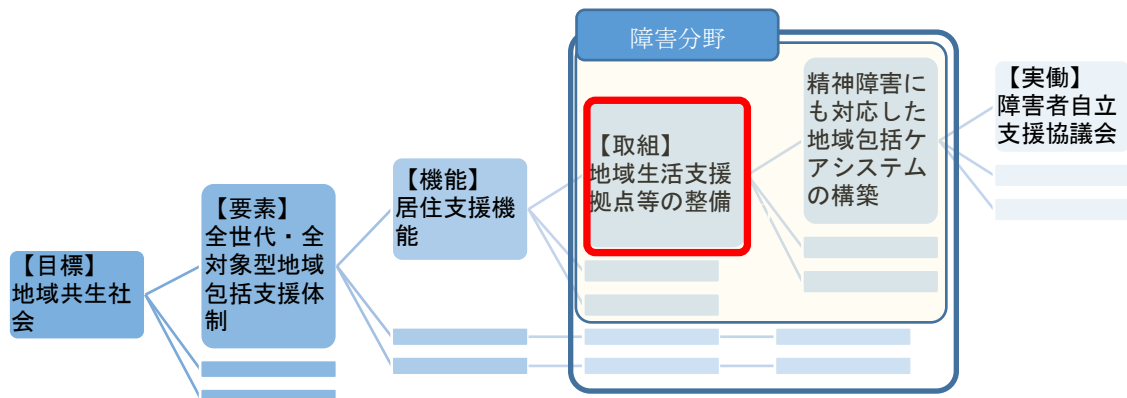 障害分野
【目標】
地域共生社
会
【要素】
全世代・全
対象型地域
包括支援体
制
【機能】
居住支援機
能
【取組】
地域生活支援
拠点等の整備
精神障害に
も対応した
地域包括ケ
アシステム
の構築
【実働】
障害者自立
支援協議会